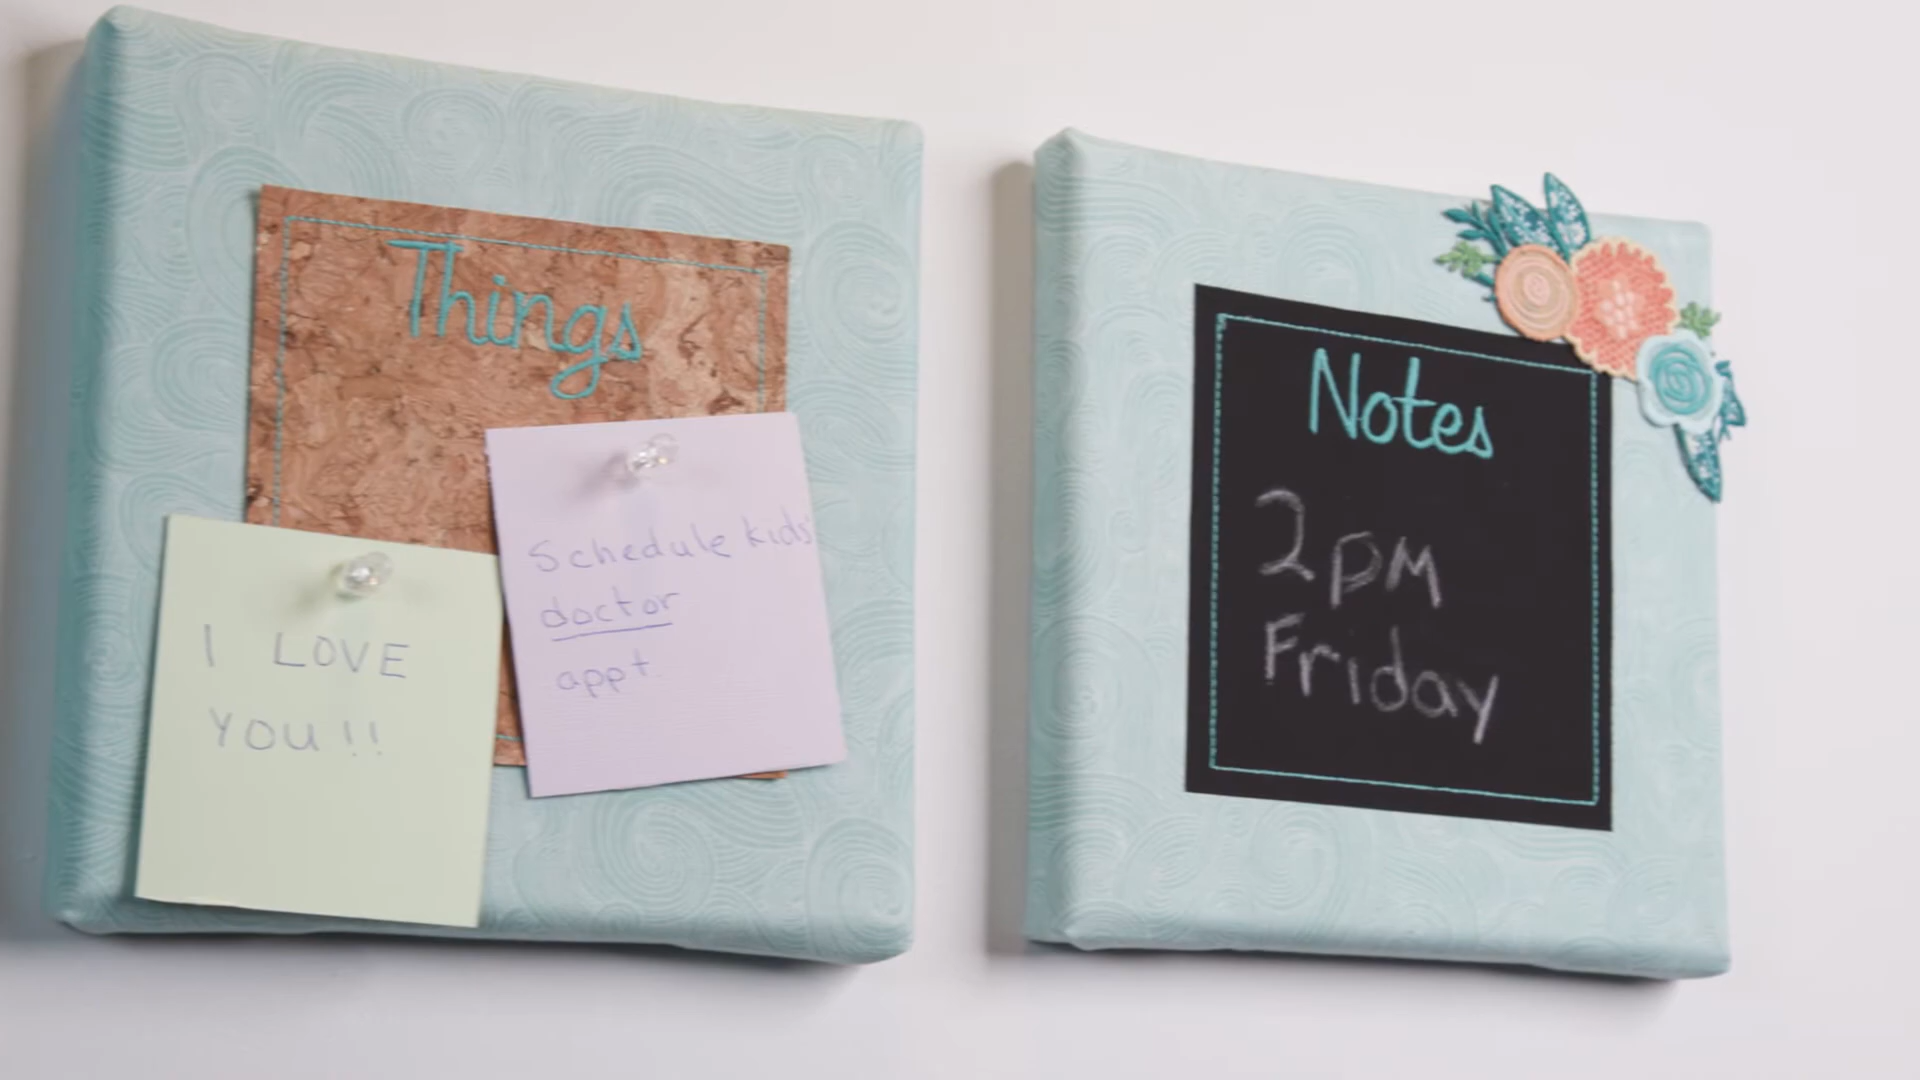 Things
I LOVE
YOU!!
Schedule kids'
doctor
appt.
Notes
2pm
Friday